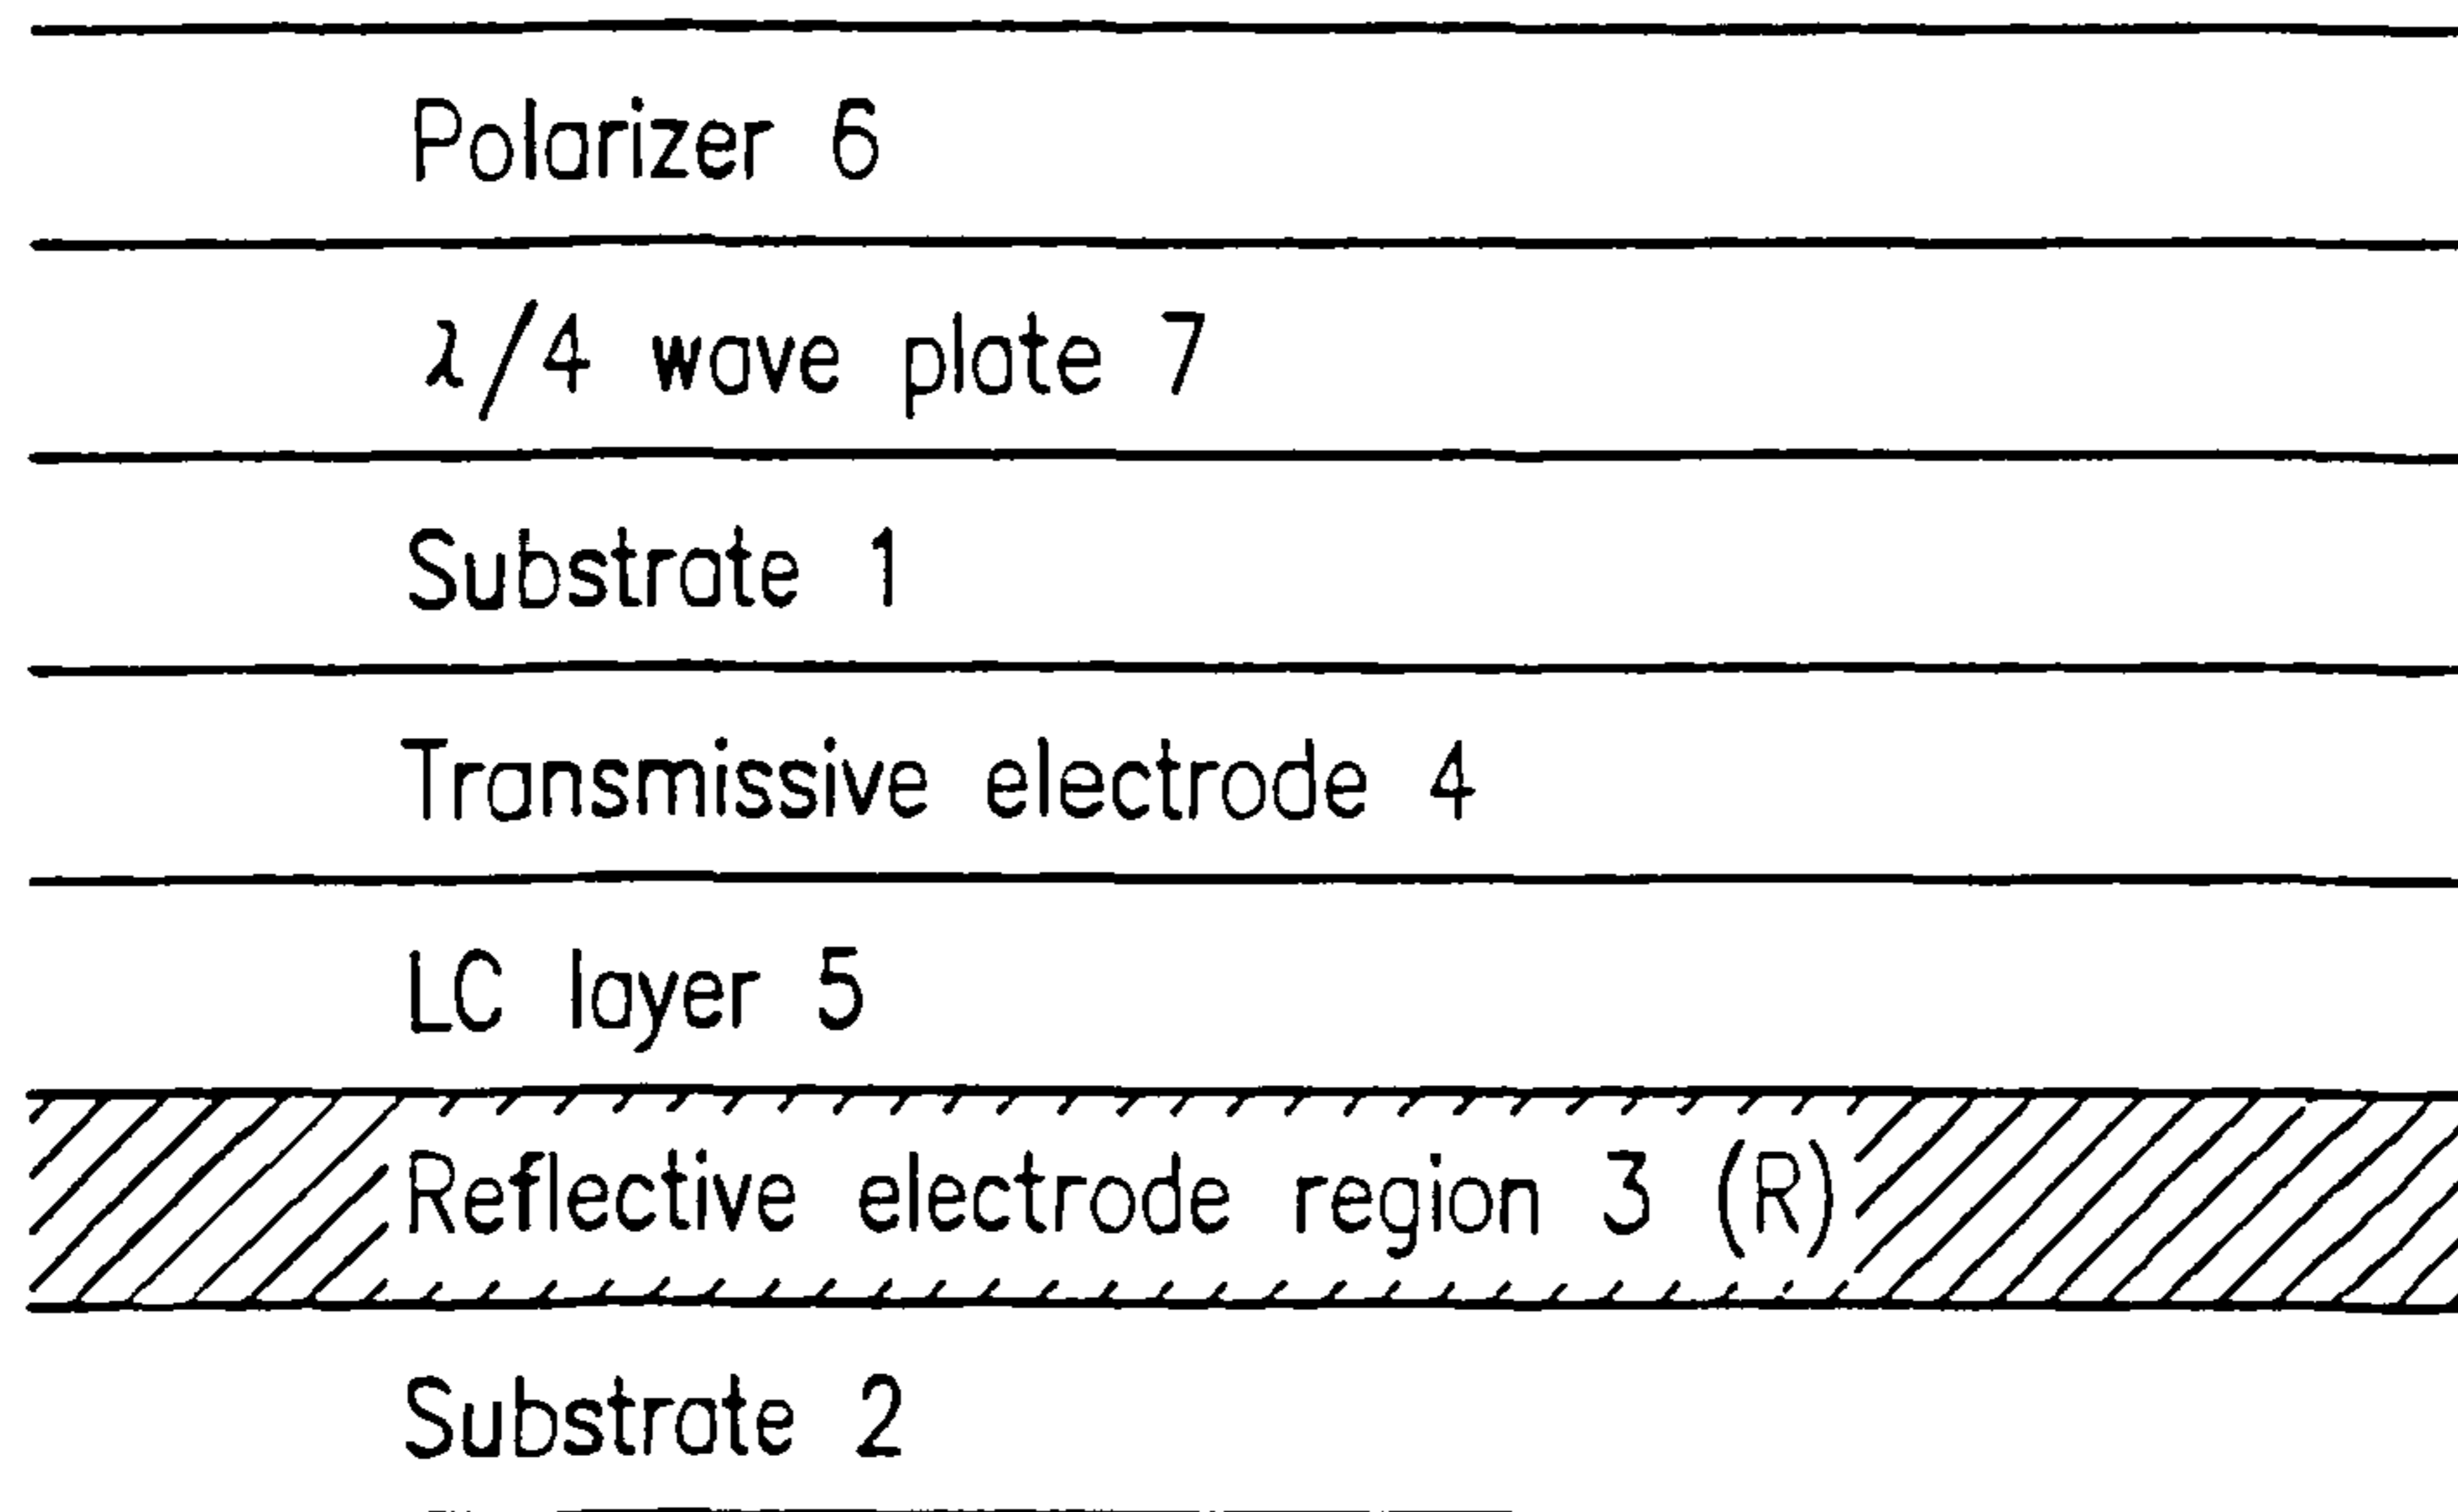 Polarizer 6
λ/4 wave plate 7
Substrate 1
Transmissive electrode 4
LC layer 5
Reflective electrode region 3 (R)
Substrate 2